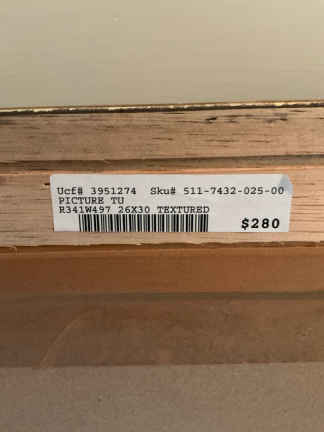 Ucf# 3951274 Sku# 511-7432-025-00
PICTURE TU
R341W497 26X30 TEXTURED
$280